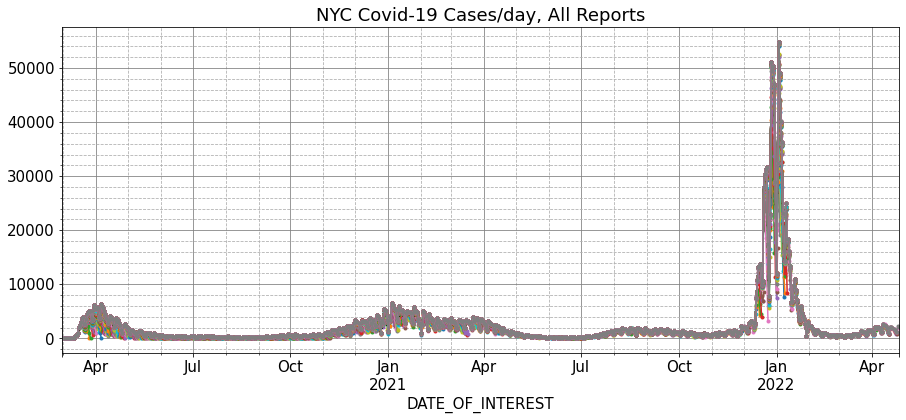 NYC Covid-19 Cases/day, All Reports
50000
40000
30000
20000
10000
0
Apr Jul Oct Jan Apr Jul Oct Jan Apr
2021 2022
DATE_OF_INTEREST